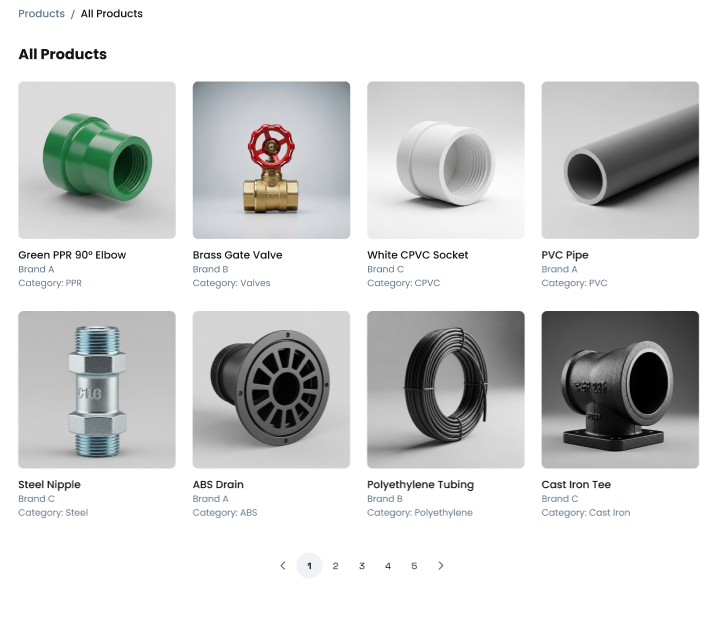 Products / All Products
All Products
Green PPR 90° Elbow
Brand A
Category: PPR
Brass Gate Valve
Brand B
Category: Valves
White CPVC Socket
Brand C
Category: CPVC
PVC Pipe
Brand A
Category: PVC
Steel Nipple
Brand C
Category: Steel
ABS Drain
Brand A
Category: ABS
Polyethylene Tubing
Brand B
Category: Polyethylene
Cast Iron Tee
Brand C
Category: Cast Iron
1 2 3 4 5